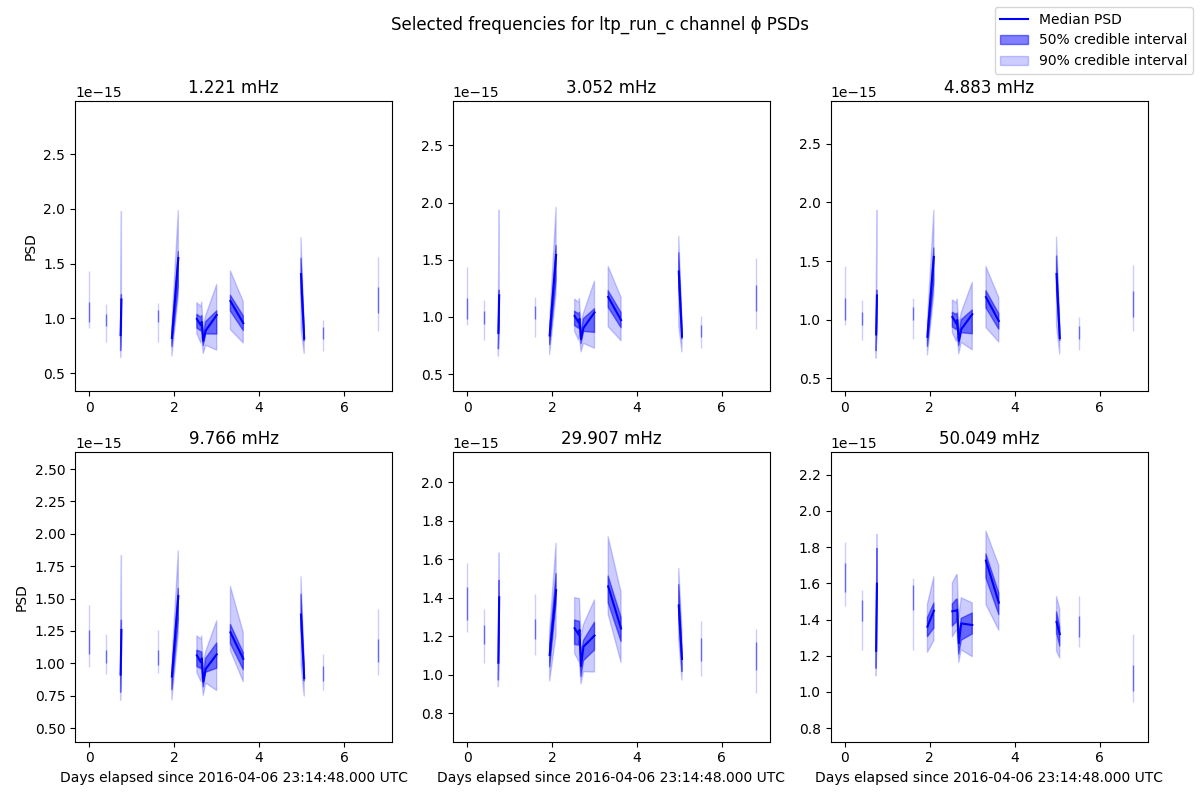 Selected frequencies for ltp_run_c channel ϕ PSDs
Median PSD
50% credible interval
90% credible interval
1.221 mHz
1e−15
PSD
2.5
2.0
1.5
1.0
0.5
0 2 4 6
3.052 mHz
1e−15
2.5
2.0
1.5
1.0
0.5
0 2 4 6
4.883 mHz
1e−15
2.5
2.0
1.5
1.0
0.5
0 2 4 6
9.766 mHz
1e−15
PSD
2.50
2.25
2.00
1.75
1.50
1.25
1.00
0.75
0.50
0 2 4 6
Days elapsed since 2016-04-06 23:14:48.000 UTC
29.907 mHz
1e−15
2.0
1.8
1.6
1.4
1.2
1.0
0.8
0 2 4 6
Days elapsed since 2016-04-06 23:14:48.000 UTC
50.049 mHz
1e−15
2.2
2.0
1.8
1.6
1.4
1.2
1.0
0.8
0 2 4 6
Days elapsed since 2016-04-06 23:14:48.000 UTC